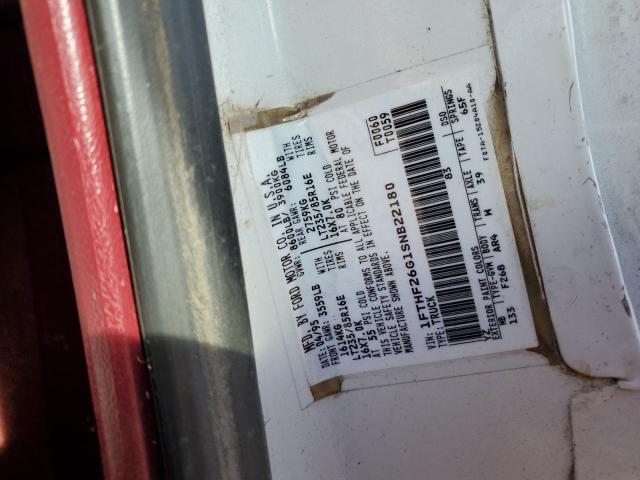 MFD. BY FORD MOTOR CO. IN U.S.A.
DATE: 04/95 GVWR: 8600LB/ 3900KG
FRONT GAWR: 3559LB REAR GAWR: 6084LB
1614KG WITH 2759KG WITH
LT235/85R16E TIRES LT235/85R16E TIRES
16X7.0K RIMS 16X7.0K RIMS
AT 55 PSI COLD AT 80 PSI COLD
THIS VEHICLE CONFORMS TO ALL APPLICABLE FEDERAL MOTOR
VEHICLE SAFETY STANDARDS IN EFFECT ON THE DATE OF
MANUFACTURE SHOWN ABOVE.
F0060
T0059
VIN: 1FTHF26G1SNB22180
TYPE: TRUCK 83
YZ
EXTERIOR PAINT COLORS DSO
WB TYPE-GVW BODY TRANS AXLE TAPE SPRINGS
133 F268 AR4 M 39 65F